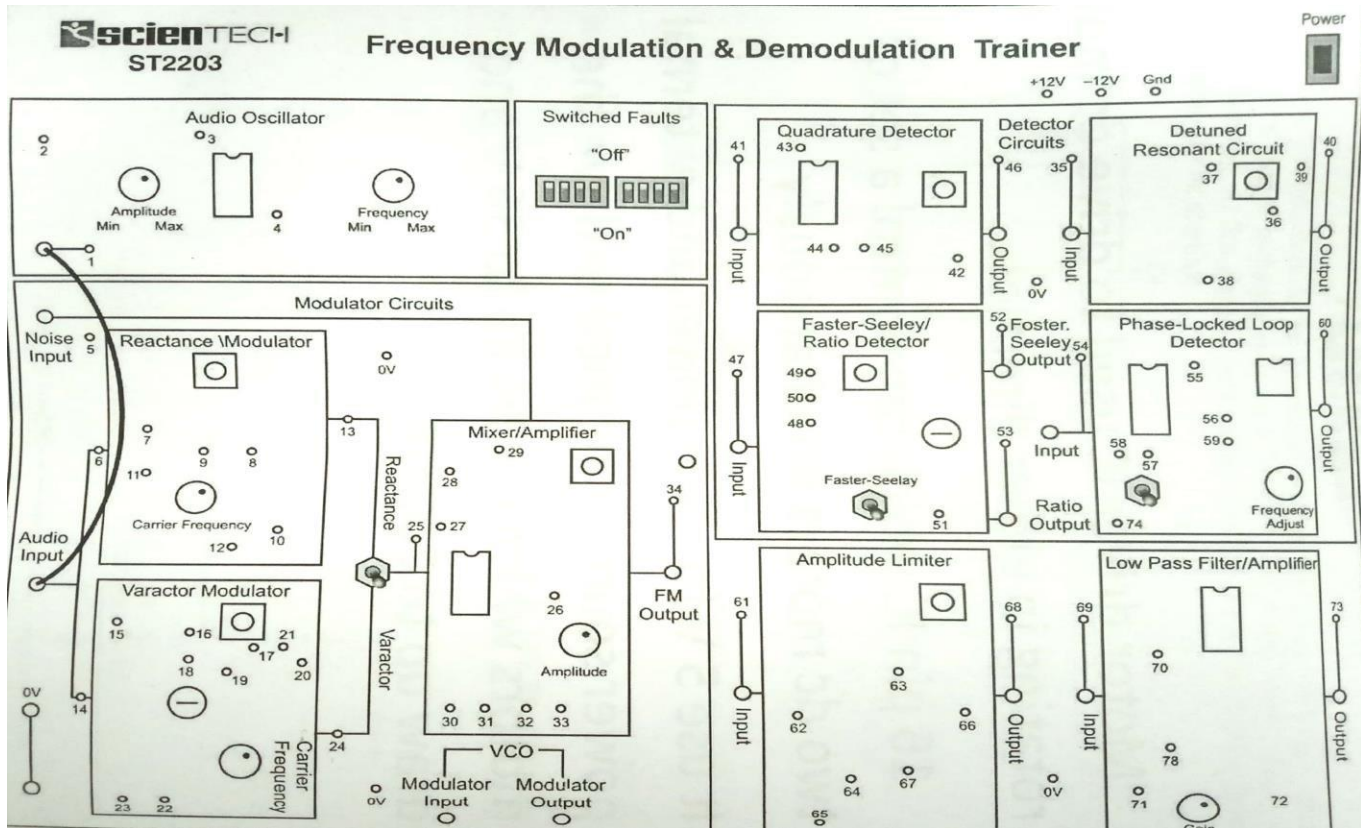 scienTECH
ST2203
Frequency Modulation & Demodulation Trainer
Power
+12V
–12V
Gnd
Audio Oscillator
2
3
Amplitude
Min Max
4
Frequency
Min Max
1
Switched Faults
"Off"
"On"
Modulator Circuits
Noise
Input
5
Reactance \Modulator
0V
7
6
11
9
8
13
Carrier Frequency
12
10
Audio
Input
Reactance
25
Mixer/Amplifier
29
28
27
26
Amplitude
34
FM
Output
Varactor Modulator
15
16
17
21
18
19
20
14
0V
Varactor
24
Carrier
Frequency
23
22
0V
30
31
32
33
VCO
Modulator
Input
Modulator
Output
Quadrature Detector
41
43
Input
44
45
42
46
Output
Detector
Circuits
35
Input
0V
Detuned
Resonant Circuit
37
39
36
38
40
Output
Faster-Seeley/
Ratio Detector
47
49
50
48
Input
Faster-Seelay
51
52
Foster.
Seeley
Output
53
Ratio
Output
54
Input
Phase-Locked Loop
Detector
55
56
59
58
57
74
Frequency
Adjust
60
Output
Amplitude Limiter
61
Input
63
62
66
64
67
65
68
Output
0V
69
Input
Low Pass Filter/Amplifier
70
78
71
72
Gain
73
Output